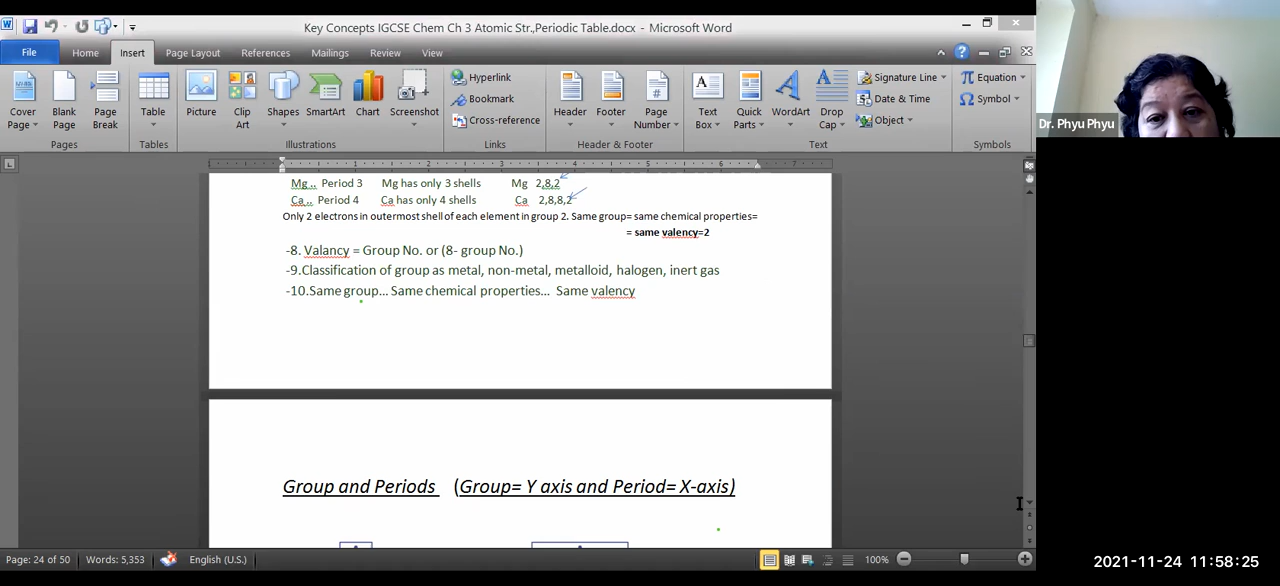 Key Concepts IGCSE Chem Ch 3 Atomic Str.,Periodic Table.docx - Microsoft Word
File Home Insert Page Layout References Mailings Review View
Cover Page Blank Page Page Break
Pages
Table
Tables
Picture Clip Art Shapes SmartArt Chart Screenshot
Illustrations
Hyperlink
Bookmark
Cross-reference
Links
Header Footer Page Number
Header & Footer
Text Box Quick Parts WordArt Drop Cap
Signature Line
Date & Time
Object
Text
Equation
Symbol
Symbols
Dr. Phyu Phyu
1 2 3 4 5 6 7
Mg ,, Period 3 Mg has only 3 shells Mg 2,8,2
Ca,, Period 4 Ca has only 4 shells Ca 2,8,8,2
Only 2 electrons in outermost shell of each element in group 2. Same group= same chemical properties=
= same valency=2
-8. Valancy = Group No. or (8- group No.)
-9.Classification of group as metal, non-metal, metalloid, halogen, inert gas
-10.Same group... Same chemical properties... Same valency
Group and Periods (Group= Y axis and Period= X-axis)
Page: 24 of 50 Words: 5,353 English (U.S.) 100%
2021-11-24 11:58:25